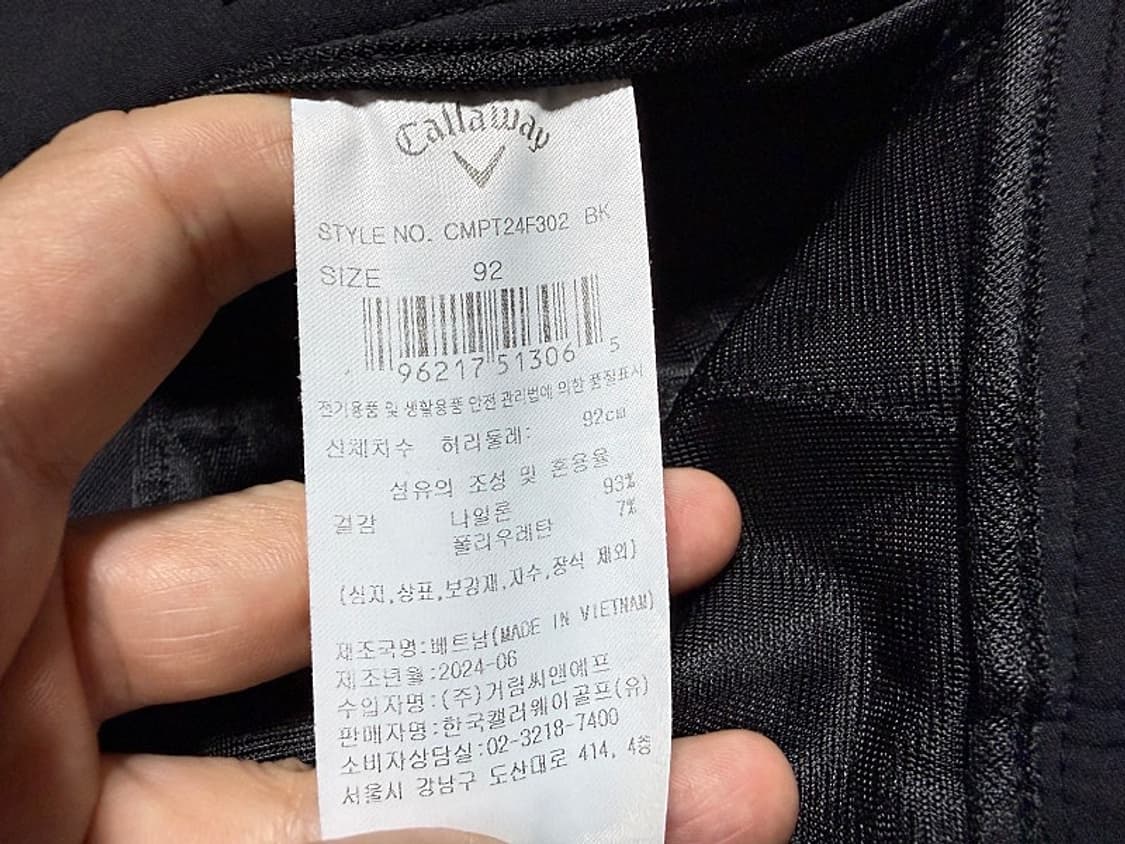 Callaway
STYLE NO. CMPT24F302 BK
SIZE 92
96217 51306 5
전기용품 및 생활용품 안전 관리법에 의한 품질표시
신체치수 허리둘레: 92cm
섬유의 조성 및 혼용율
겉감 나일론 93%
폴리우레탄 7%
(심지,상표,보강재,자수,장식 제외)
제조국명:베트남(MADE IN VIETNAM)
제조년월:2024-06
수입자명:(주)거림씨앤에프
판매자명:한국캘러웨이골프(유)
소비자상담실:02-3218-7400
서울시 강남구 도산대로 414, 4층